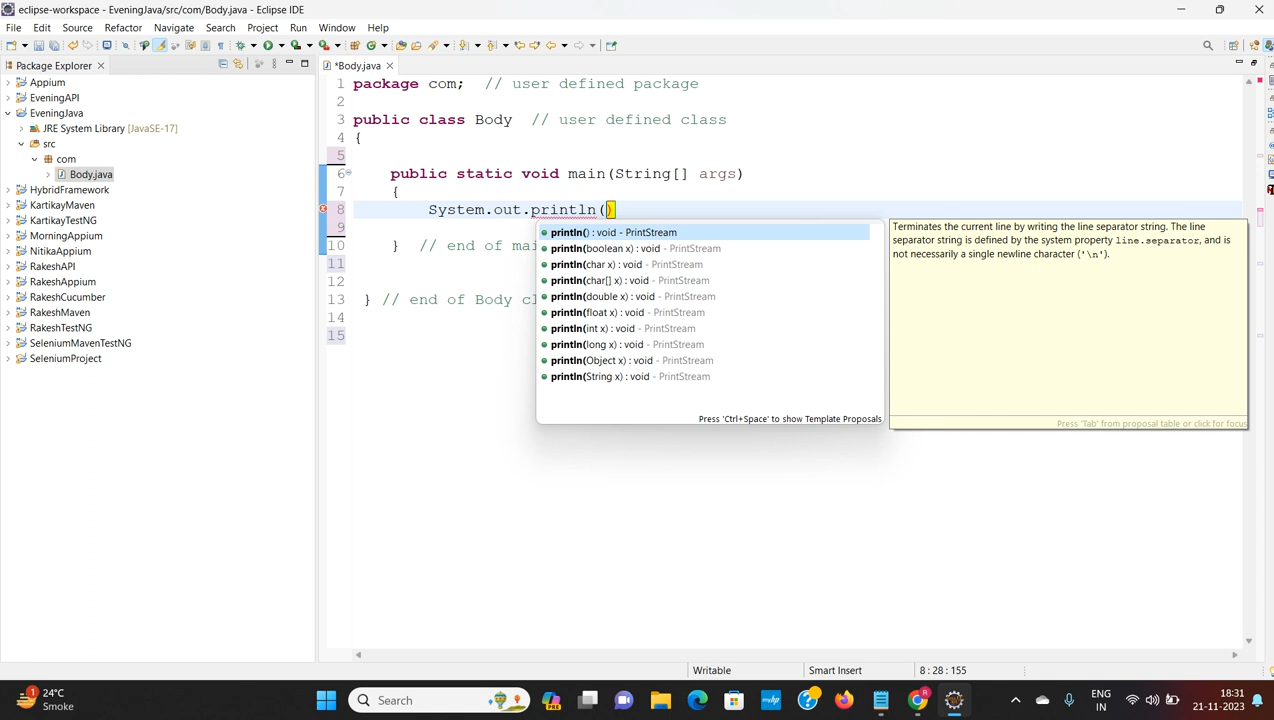 eclipse-workspace - EveningJava/src/com/Body.java - Eclipse IDE
File Edit Source Refactor Navigate Search Project Run Window Help
Package Explorer
Appium
EveningAPI
EveningJava
JRE System Library [JavaSE-17]
src
com
Body.java
HybridFramework
KartikayMaven
KartikayTestNG
MorningAppium
NitikaAppium
RakeshAPI
RakeshAppium
RakeshCucumber
RakeshMaven
RakeshTestNG
SeleniumMavenTestNG
SeleniumProject
*Body.java
1 package com; // user defined package
2
3 public class Body // user defined class
4 {
5
6 public static void main(String[] args)
7 {
8 System.out.println()
9
10 } // end of mai
11
12
13 } // end of Body cl
14
15
println() : void - PrintStream
println(boolean x) : void - PrintStream
println(char x) : void - PrintStream
println(char[] x) : void - PrintStream
println(double x) : void - PrintStream
println(float x) : void - PrintStream
println(int x) : void - PrintStream
println(long x) : void - PrintStream
println(Object x) : void - PrintStream
println(String x) : void - PrintStream
Press 'Ctrl+Space' to show Template Proposals
Terminates the current line by writing the line separator string. The line
separator string is defined by the system property line.separator, and is
not necessarily a single newline character ('\n').
Press 'Tab' from proposal table or click for focus
Writable Smart Insert 8 : 28 : 155
1
24°C
Smoke
Search
PRE
ENG
IN
18:31
21-11-2023